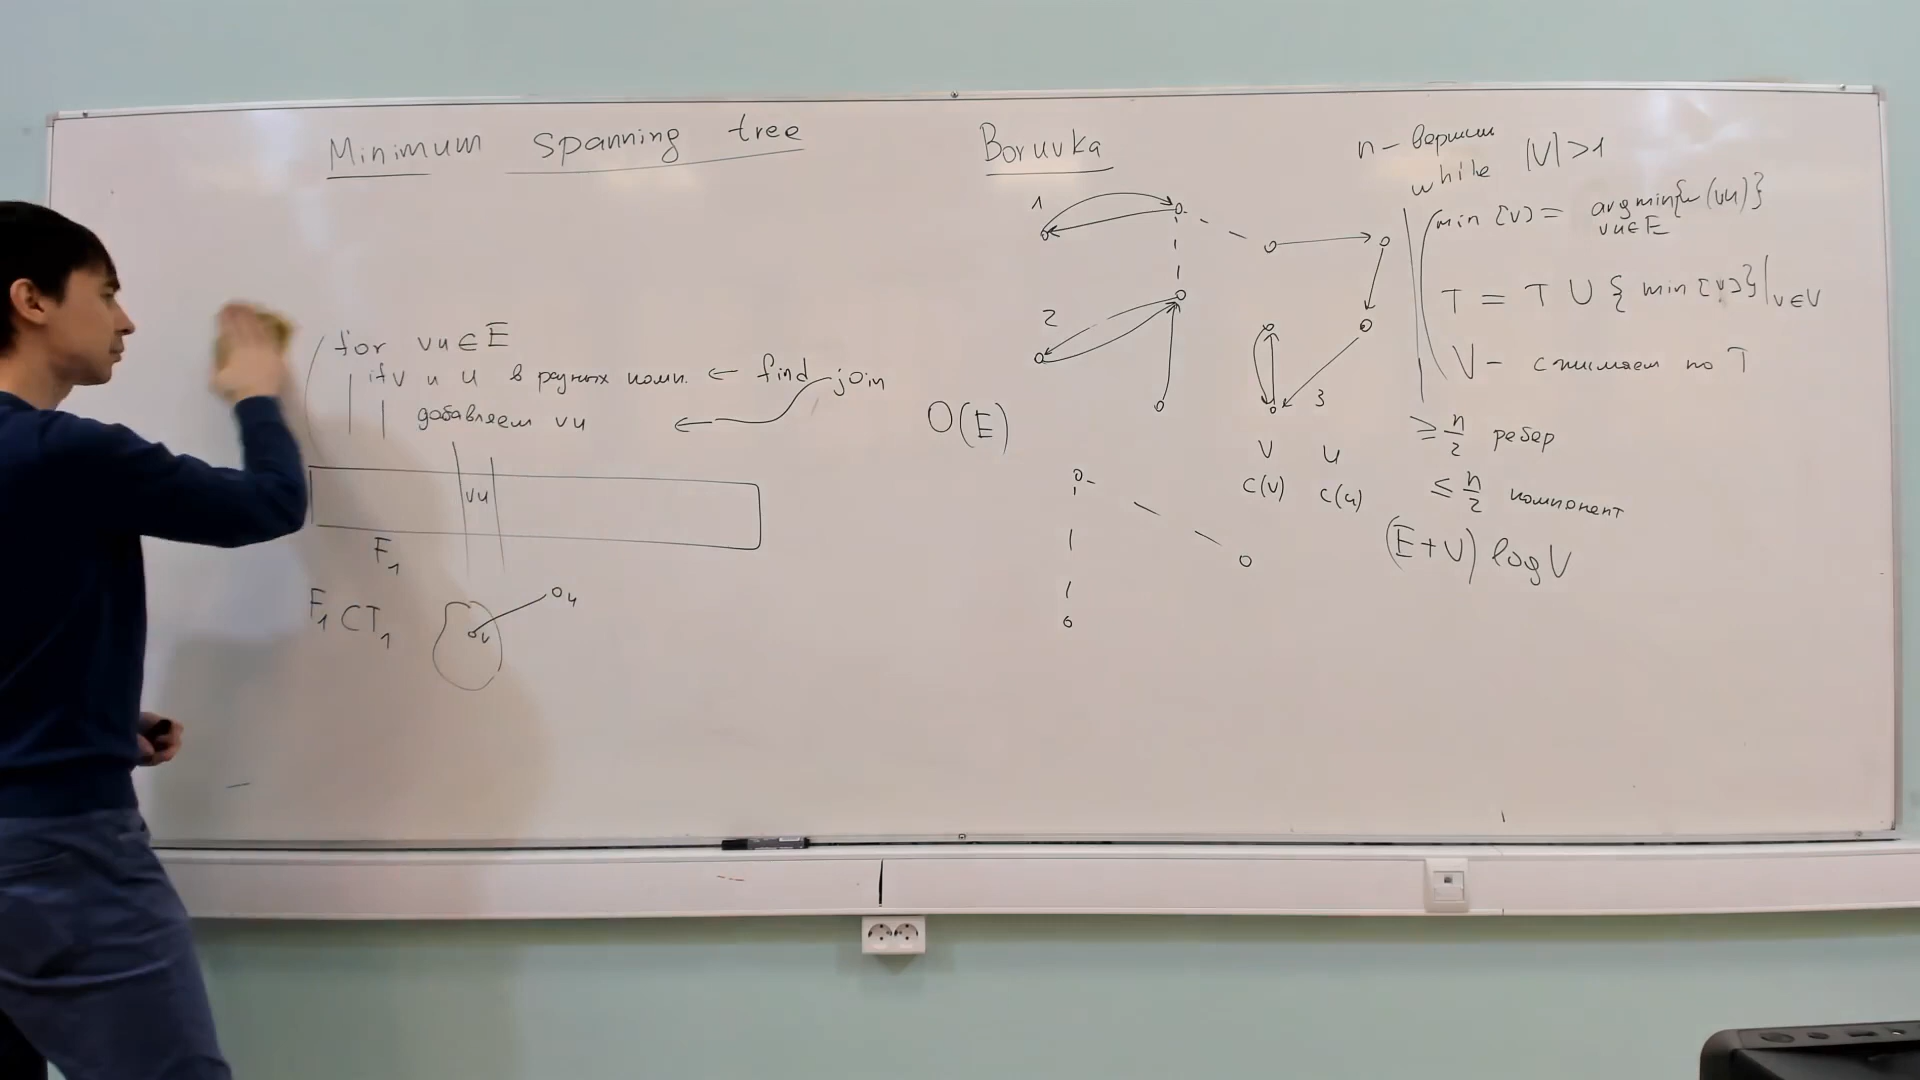 Minimum spanning tree
for vu ∈ E
if v и u в разных комп. ← find join
добавляем vu ←
vu
F₁
F₁ ⊂ T₁
v u
O(E)
Boruvka
1
2
3
v u
c(v) c(u)
n - вершин
while |V|>1
min[v] = argmin{w(vu)}
vu∈E
T = T ∪ { min[v]}|v∈V
V - сжимаем по T
≥ n/2 ребер
≤ n/2 компонент
(E+V) log V